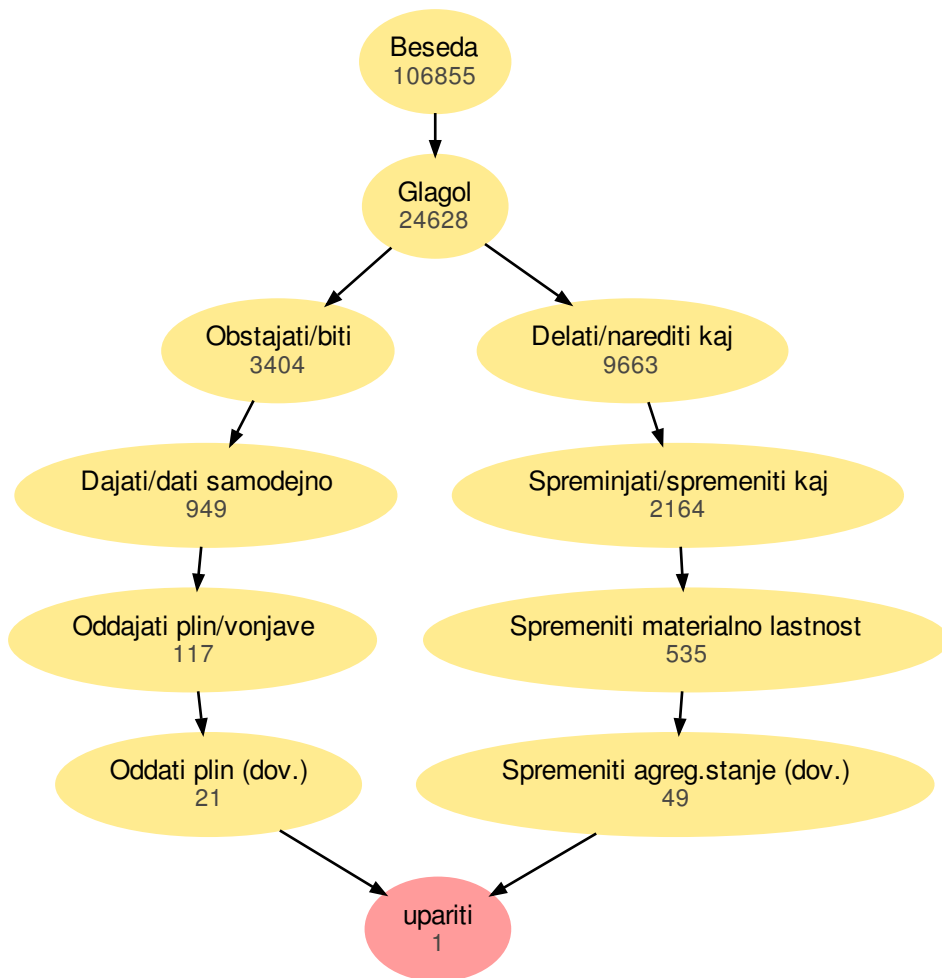 Beseda
106855
Glagol
24628
Obstajati/biti
3404
Delati/narediti kaj
9663
Dajati/dati samodejno
949
Spreminjati/spremeniti kaj
2164
Oddajati plin/vonjave
117
Spremeniti materialno lastnost
535
Oddati plin (dov.)
21
Spremeniti agreg.stanje (dov.)
49
upariti
1